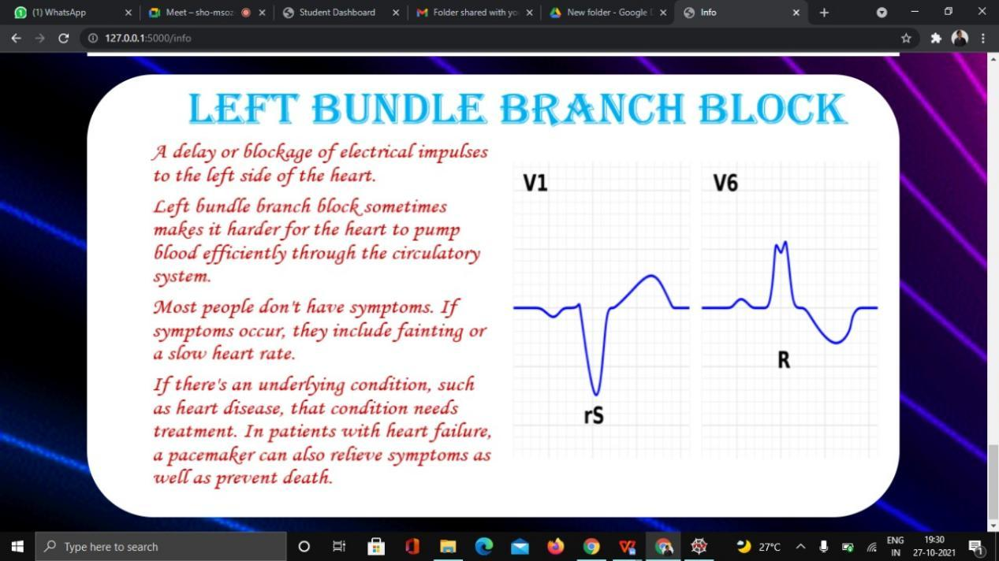 (1) WhatsApp
Meet – sho-msoz
Student Dashboard
Folder shared with yo
New folder - Google D
Info
127.0.0.1:5000/info
LEFT BUNDLE BRANCH BLOCK
A delay or blockage of electrical impulses
to the left side of the heart.
Left bundle branch block sometimes
makes it harder for the heart to pump
blood efficiently through the circulatory
system.
Most people don't have symptoms. If
symptoms occur, they include fainting or
a slow heart rate.
If there's an underlying condition, such
as heart disease, that condition needs
treatment. In patients with heart failure,
a pacemaker can also relieve symptoms as
well as prevent death.
V1
rS
V6
R
Type here to search
27°C
ENG
IN
19:30
27-10-2021
1